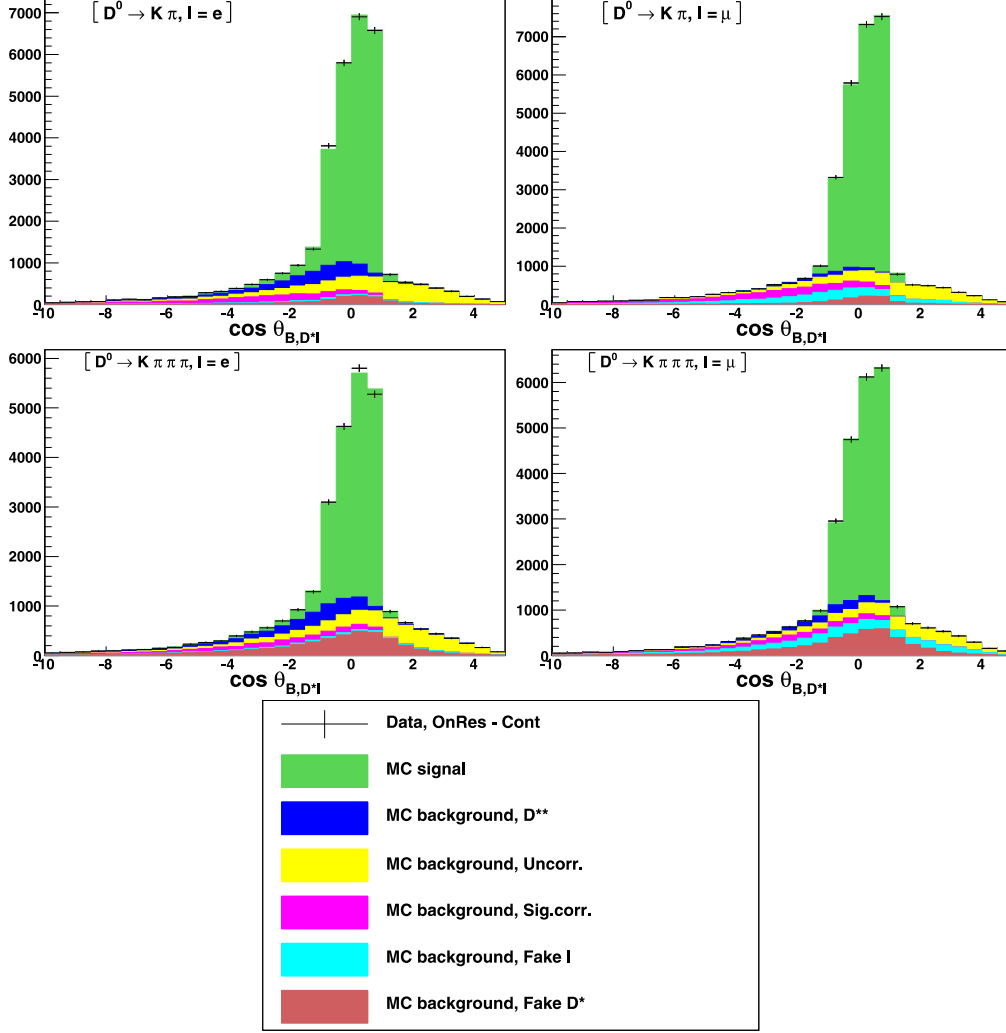 [ D⁰ → K π, l = e ]
7000
6000
5000
4000
3000
2000
1000
0
-10 -8 -6 -4 -2 0 2 4
cos θ_B,D*l
[ D⁰ → K π, l = μ ]
7000
6000
5000
4000
3000
2000
1000
0
-10 -8 -6 -4 -2 0 2 4
cos θ_B,D*l
[ D⁰ → K π π π, l = e ]
6000
5000
4000
3000
2000
1000
0
-10 -8 -6 -4 -2 0 2 4
cos θ_B,D*l
[ D⁰ → K π π π, l = μ ]
6000
5000
4000
3000
2000
1000
0
-10 -8 -6 -4 -2 0 2 4
cos θ_B,D*l
Data, OnRes - Cont
MC signal
MC background, D**
MC background, Uncorr.
MC background, Sig.corr.
MC background, Fake l
MC background, Fake D*